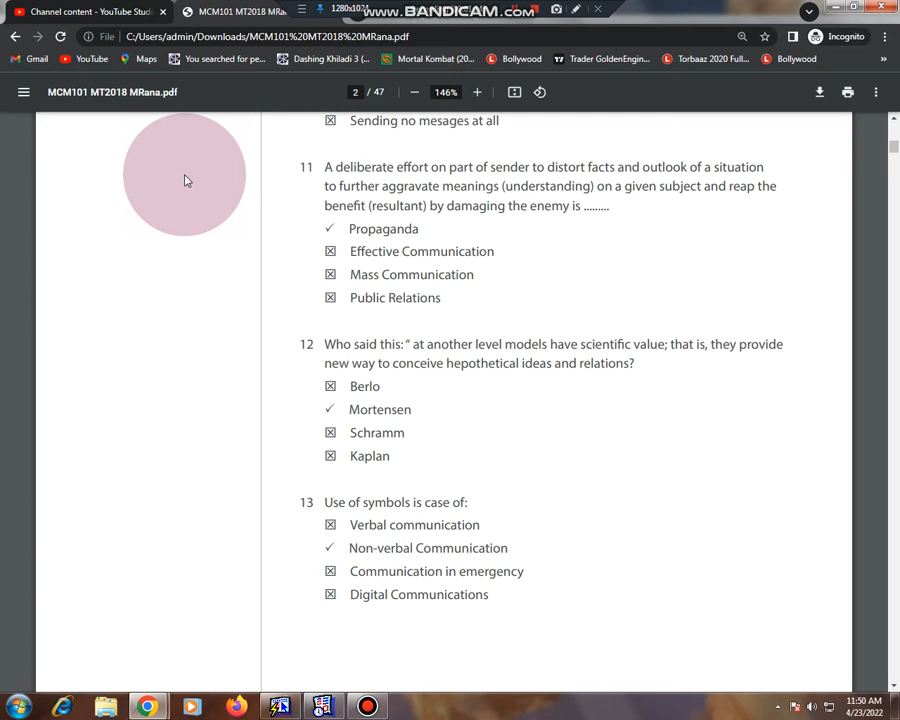 Channel content - YouTube Studi
MCM101 MT2018 MRana
1280x1024
WWW.BANDICAM.COM
C:/Users/admin/Downloads/MCM101%20MT2018%20MRana.pdf
File
Incognito
Gmail
YouTube
Maps
You searched for pe...
Dashing Khiladi 3 (...
Mortal Kombat (20...
Bollywood
Trader GoldenEngin...
Torbaaz 2020 Full...
Bollywood
MCM101 MT2018 MRana.pdf
2 / 47
146%
Sending no mesages at all
11 A deliberate effort on part of sender to distort facts and outlook of a situation
to further aggravate meanings (understanding) on a given subject and reap the
benefit (resultant) by damaging the enemy is .........
✓ Propaganda
☒ Effective Communication
☒ Mass Communication
☒ Public Relations
12 Who said this: “ at another level models have scientific value; that is, they provide
new way to conceive hepothetical ideas and relations?
☒ Berlo
✓ Mortensen
☒ Schramm
☒ Kaplan
13 Use of symbols is case of:
☒ Verbal communication
✓ Non-verbal Communication
☒ Communication in emergency
☒ Digital Communications
11:50 AM
4/23/2022